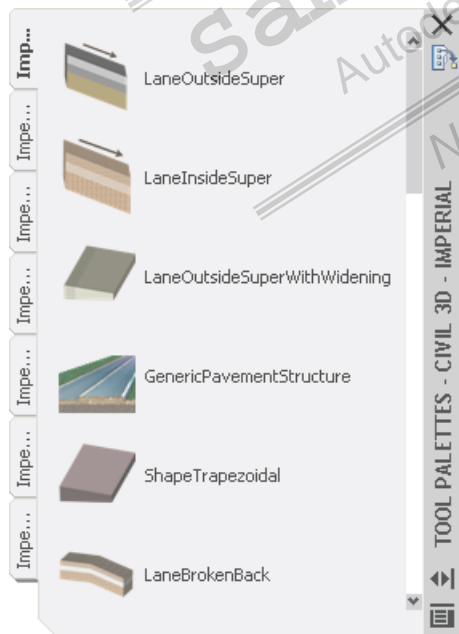 Imp...
Impe...
Impe...
Impe...
Impe...
Impe...
Impe...
LaneOutsideSuper
LaneInsideSuper
LaneOutsideSuperWithWidening
GenericPavementStructure
ShapeTrapezoidal
LaneBrokenBack
TOOL PALETTES - CIVIL 3D - IMPERIAL